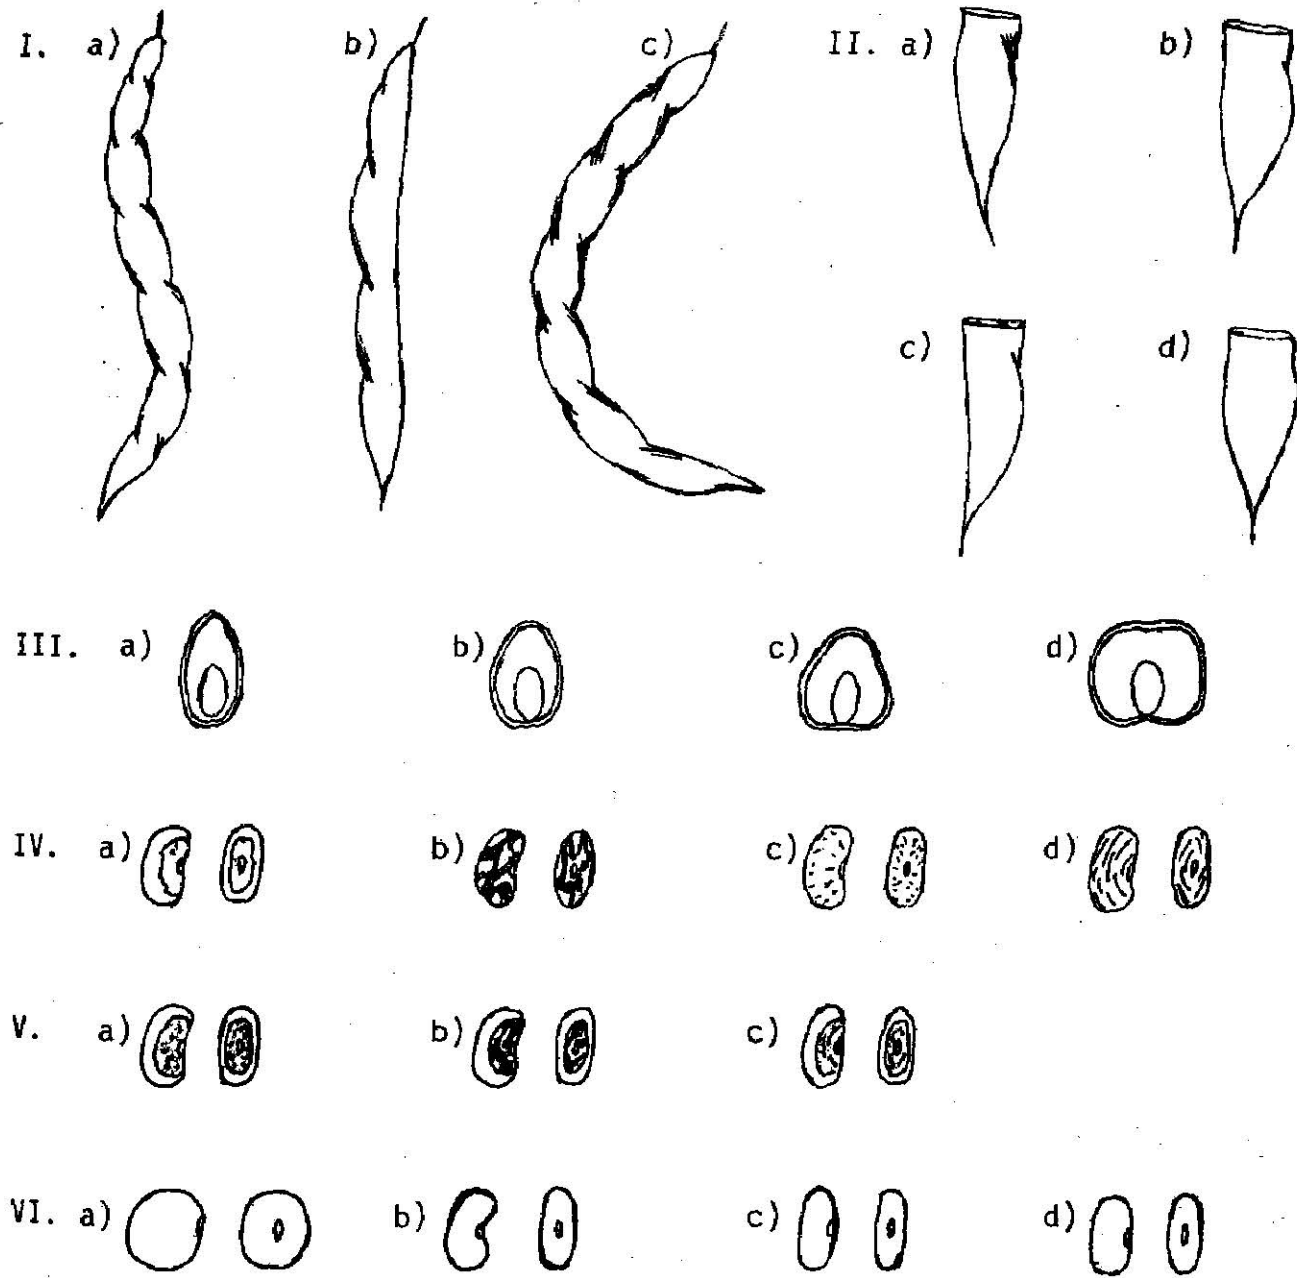 I. a) b) c) II. a) b)
c) d)
III. a) b) c) d)
IV. a) b) c) d)
V. a) b) c)
VI. a) b) c) d)